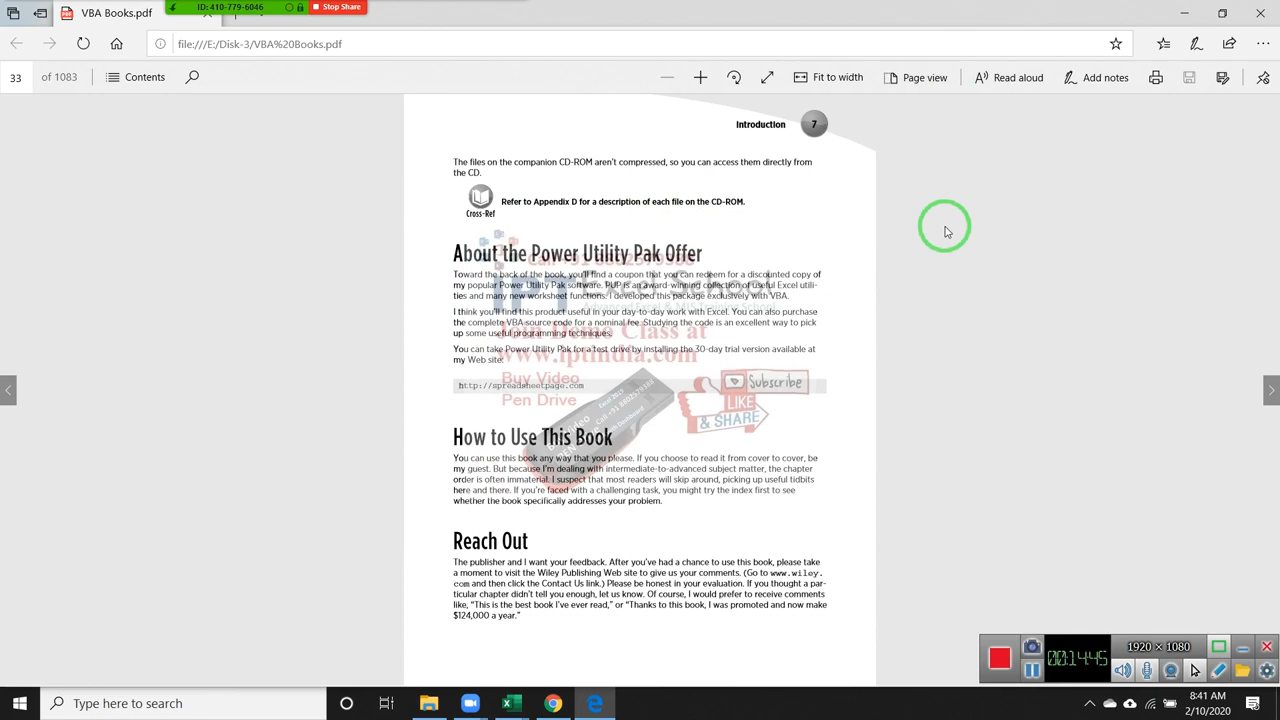 VBA Books.pdf
ID: 410-779-6046
Stop Share
file:///E:/Disk-3/VBA%20Books.pdf
33
of 1083
Contents
Fit to width
Page view
Read aloud
Add notes
Introduction
7
The files on the companion CD-ROM aren't compressed, so you can access them directly from
the CD.
Cross-Ref
Refer to Appendix D for a description of each file on the CD-ROM.
About the Power Utility Pak Offer
Toward the back of the book, you'll find a coupon that you can redeem for a discounted copy of
my popular Power Utility Pak software. PUP is an award-winning collection of useful Excel utili-
ties and many new worksheet functions. I developed this package exclusively with VBA.
I think you'll find this product useful in your day-to-day work with Excel. You can also purchase
the complete VBA source code for a nominal fee. Studying the code is an excellent way to pick
up some useful programming techniques.
You can take Power Utility Pak for a test drive by installing the 30-day trial version available at
my Web site:
http://spreadsheetpage.com
IPT Excel School
Advanced Excel & MIS Training School
Join Demo Class at
www.iptindia.com
Buy Video
Pen Drive
Subscribe
LIKE
& SHARE
How to Use This Book
You can use this book any way that you please. If you choose to read it from cover to cover, be
my guest. But because I'm dealing with intermediate-to-advanced subject matter, the chapter
order is often immaterial. I suspect that most readers will skip around, picking up useful tidbits
here and there. If you're faced with a challenging task, you might try the index first to see
whether the book specifically addresses your problem.
Reach Out
The publisher and I want your feedback. After you've had a chance to use this book, please take
a moment to visit the Wiley Publishing Web site to give us your comments. (Go to www.wiley.
com and then click the Contact Us link.) Please be honest in your evaluation. If you thought a par-
ticular chapter didn't tell you enough, let us know. Of course, I would prefer to receive comments
like, "This is the best book I've ever read," or "Thanks to this book, I was promoted and now make
$124,000 a year."
00:14:45
1920 × 1080
Type here to search
8:41 AM
2/10/2020